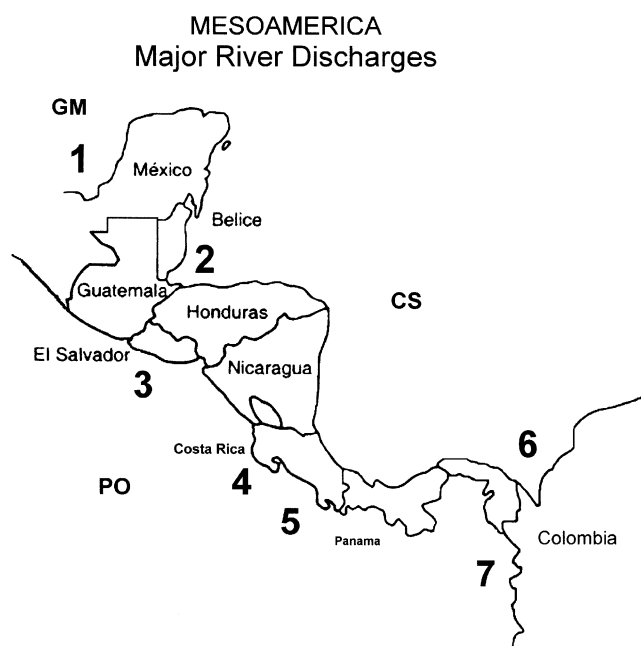 MESOAMERICA
Major River Discharges
GM
1
México
Belice
2
Guatemala
CS
Honduras
El Salvador
3
Nicaragua
6
Costa Rica
4
PO
5
Panama
Colombia
7